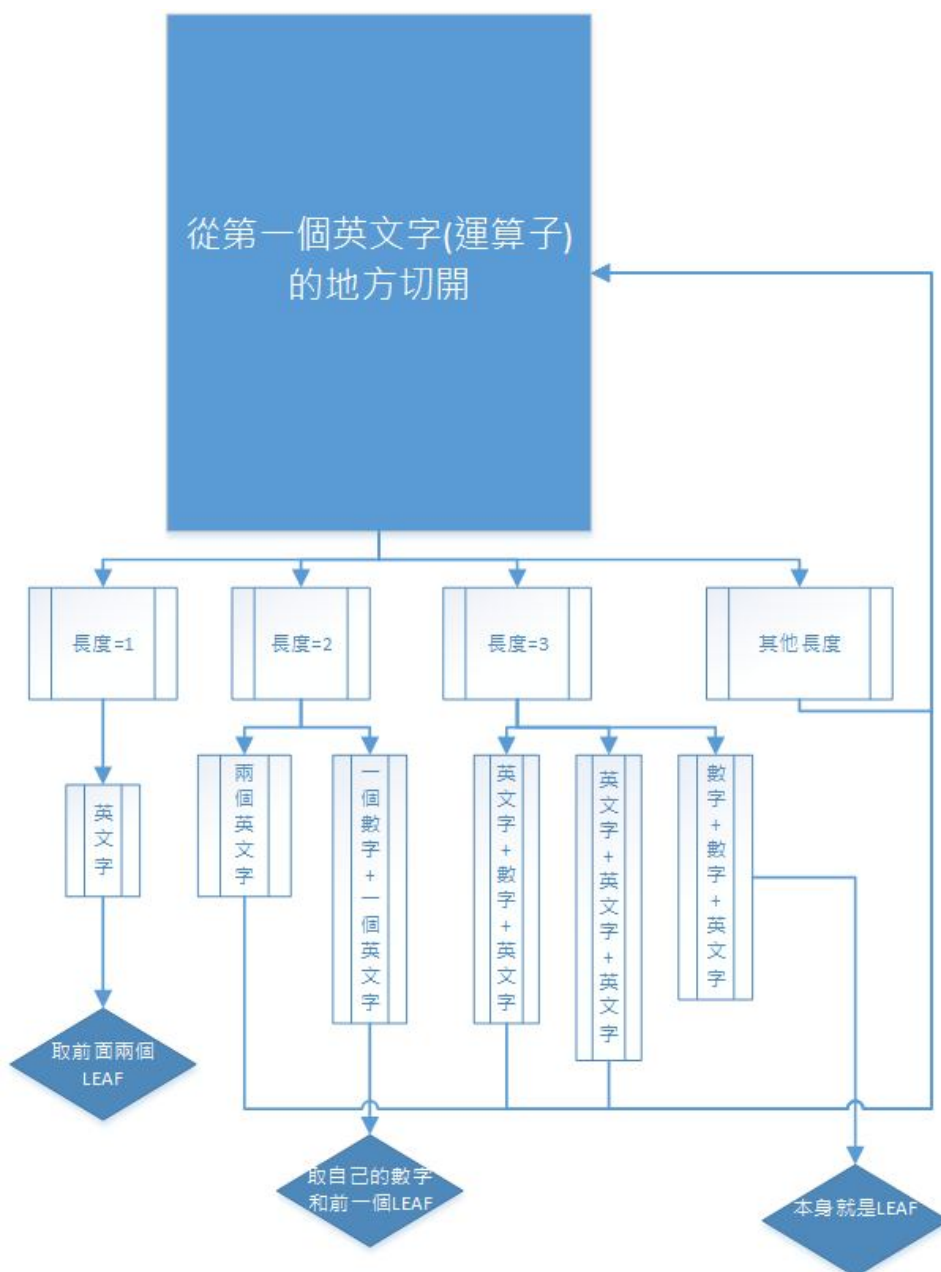 從第一個英文字(運算子)
的地方切開
長度=1
長度=2
長度=3
其他長度
英文字
兩個英文字
一個數字+一個英文字
英文字+數字+英文字
英文字+英文字+英文字
數字+數字+英文字
取前面兩個
LEAF
取自己的數字
和前一個LEAF
本身就是LEAF